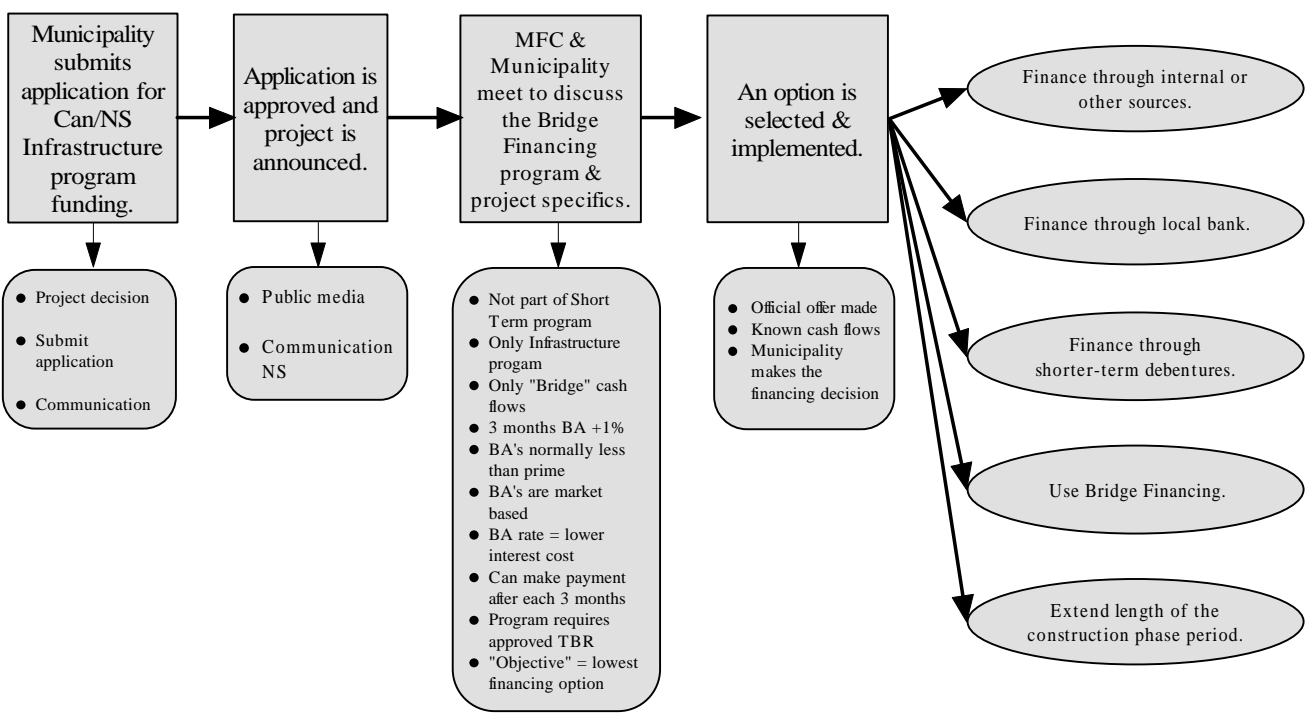 Municipality
submits
application for
Can/NS
Infrastructure
program
funding.
Application is
approved and
project is
announced.
MFC &
Municipality
meet to discuss
the Bridge
Financing
program &
project specifics.
An option is
selected &
implemented.
Finance through internal or
other sources.
Finance through local bank.
Finance through
shorter-term debentures.
Use Bridge Financing.
Extend length of the
construction phase period.
● Project decision
● Submit
application
● Communication
● Public media
● Communication
NS
● Not part of Short
Term program
● Only Infrastructure
progam
● Only "Bridge" cash
flows
● 3 months BA +1%
● BA's normally less
than prime
● BA's are market
based
● BA rate = lower
interest cost
● Can make payment
after each 3 months
● Program requires
approved TBR
● "Objective" = lowest
financing option
● Official offer made
● Known cash flows
● Municipality
makes the
financing decision